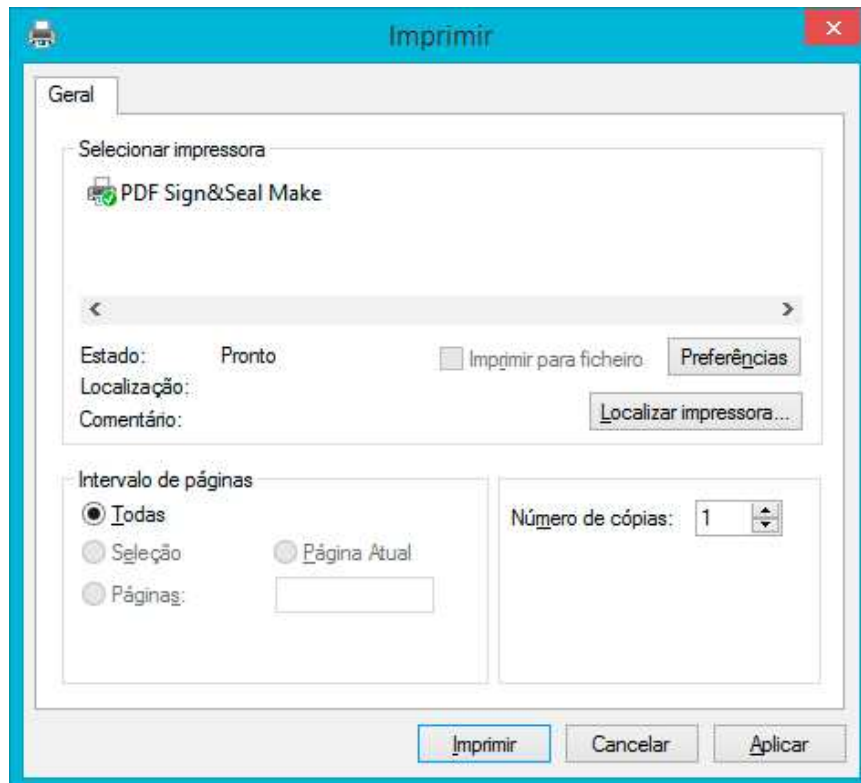 Imprimir
Geral
Selecionar impressora
PDF Sign&Seal Make
Estado: Pronto
Imprimir para ficheiro
Preferências
Localização:
Comentário:
Localizar impressora...
Intervalo de páginas
Todas
Seleção
Página Atual
Páginas:
Número de cópias: 1
Imprimir
Cancelar
Aplicar